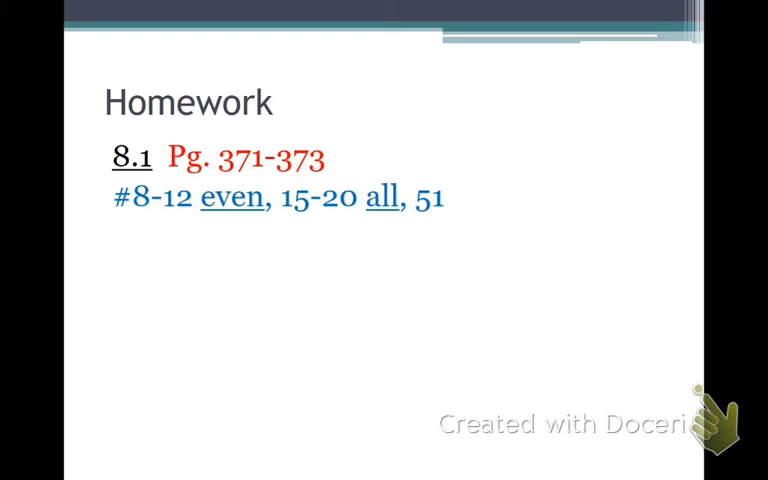 Homework
8.1 Pg. 371-373
#8-12 even, 15-20 all, 51
Created with Doceri